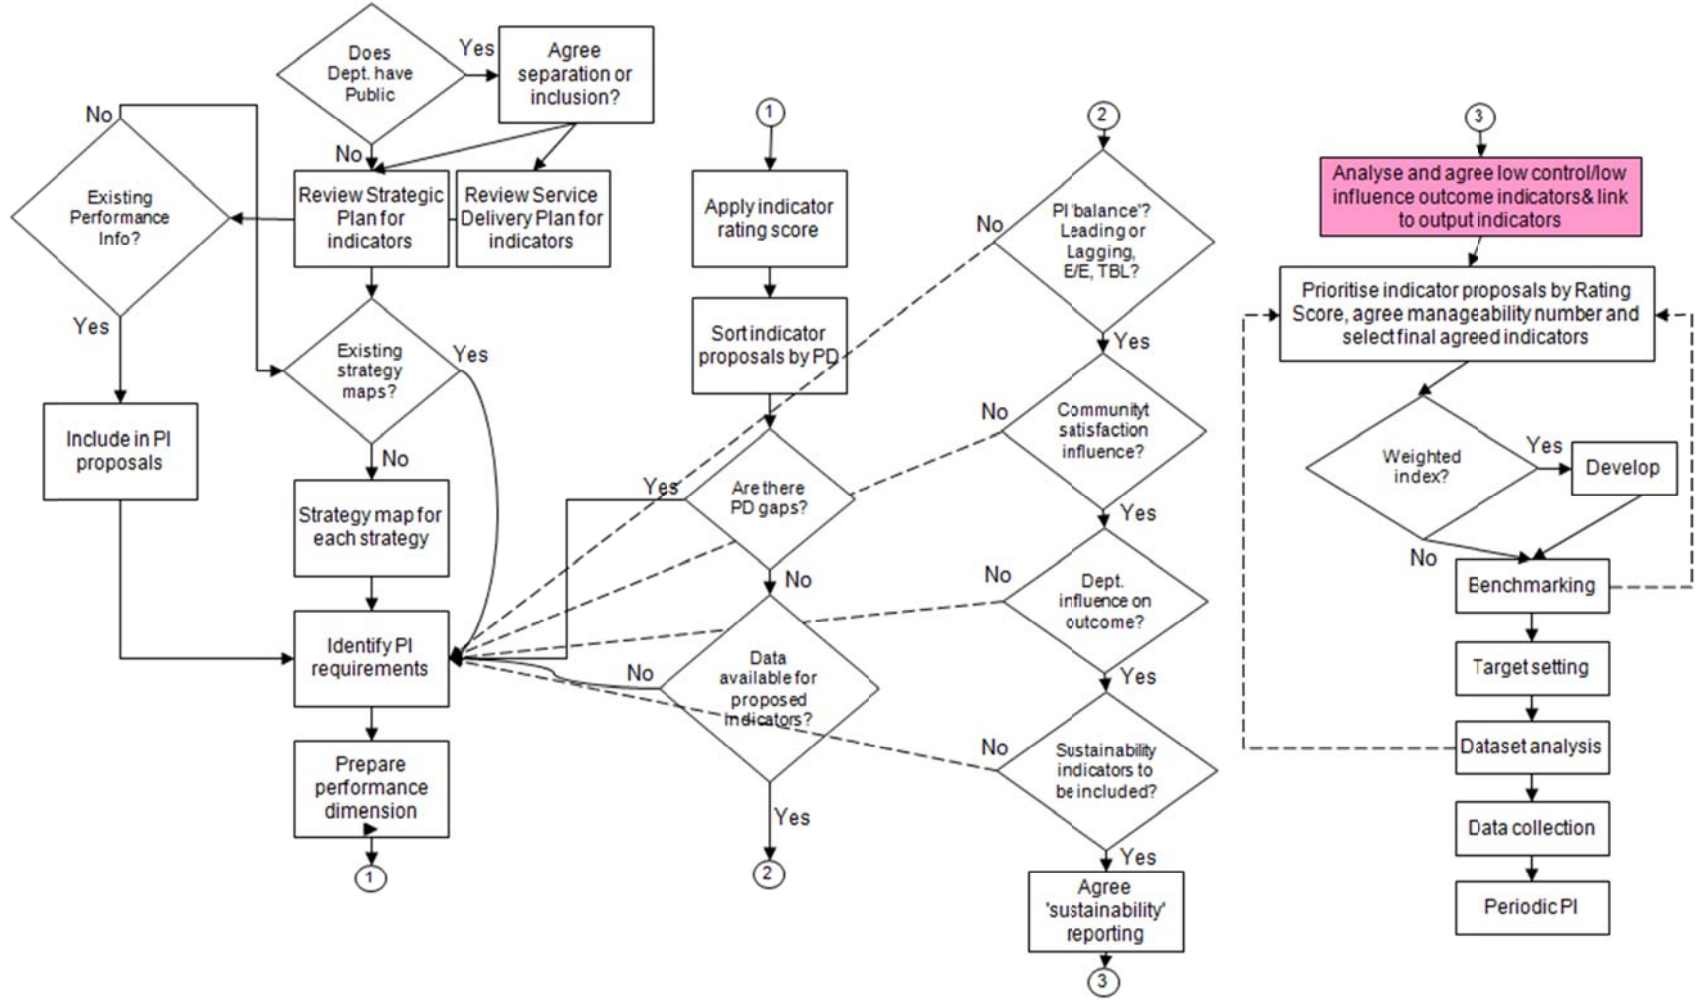 Does
Dept. have
Public
Yes
Agree
separation or
inclusion?
No
No
Existing
Performance
Info?
Review Strategic
Plan for
indicators
Review Service
Delivery Plan for
indicators
Yes
Existing
strategy
maps?
Yes
Include in PI
proposals
No
Strategy map for
each strategy
Identify PI
requirements
Prepare
performance
dimension
1
1
Apply indicator
rating score
Sort indicator
proposals by PD
Yes
Are there
PD gaps?
No
No
Data
available for
proposed
indicators?
Yes
2
2
No
PI 'balance'?
Leading or
Lagging,
E/E, TBL?
Yes
No
Communityt
satisfaction
influence?
Yes
No
Dept.
influence on
outcome?
Yes
No
Sustainability
indicators to
be included?
Yes
Agree
'sustainability'
reporting
3
3
Analyse and agree low control/low
influence outcome indicators& link
to output indicators
Prioritise indicator proposals by Rating
Score, agree manageability number and
select final agreed indicators
Weighted
index?
Yes
Develop
No
Benchmarking
Target setting
Dataset analysis
Data collection
Periodic PI